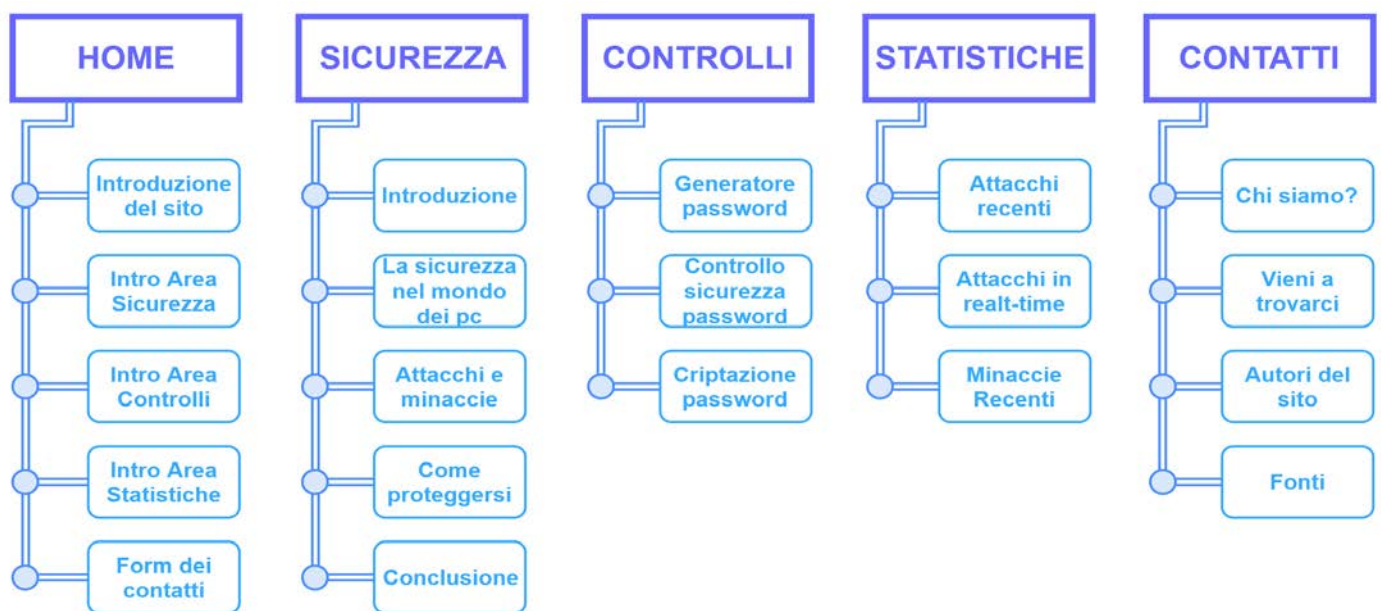 HOME
Introduzione
del sito
Intro Area
Sicurezza
Intro Area
Controlli
Intro Area
Statistiche
Form dei
contatti
SICUREZZA
Introduzione
La sicurezza
nel mondo
dei pc
Attacchi e
minaccie
Come
proteggersi
Conclusione
CONTROLLI
Generatore
password
Controllo
sicurezza
password
Criptazione
password
STATISTICHE
Attacchi
recenti
Attacchi in
realt-time
Minaccie
Recenti
CONTATTI
Chi siamo?
Vieni a
trovarci
Autori del
sito
Fonti